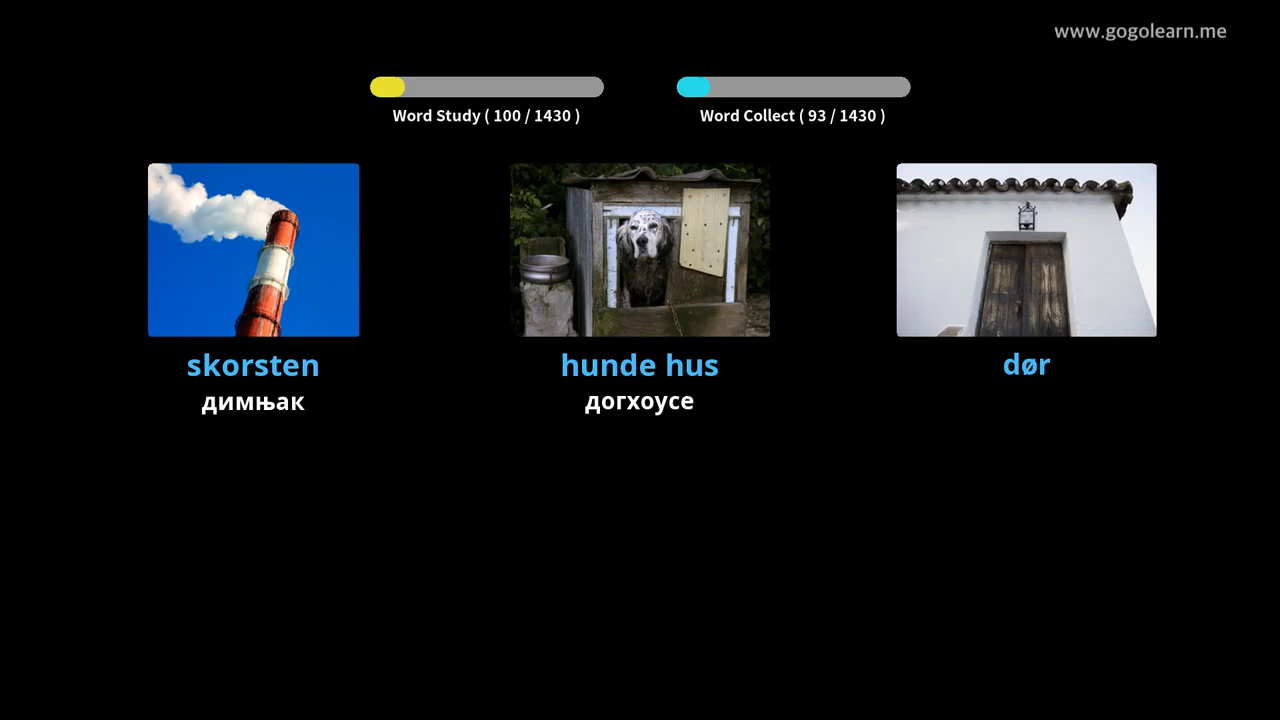 www.gogolearn.me
Word Study ( 100 / 1430 )
Word Collect ( 93 / 1430 )
skorsten
hunde hus
dør
димњак
догхоусе